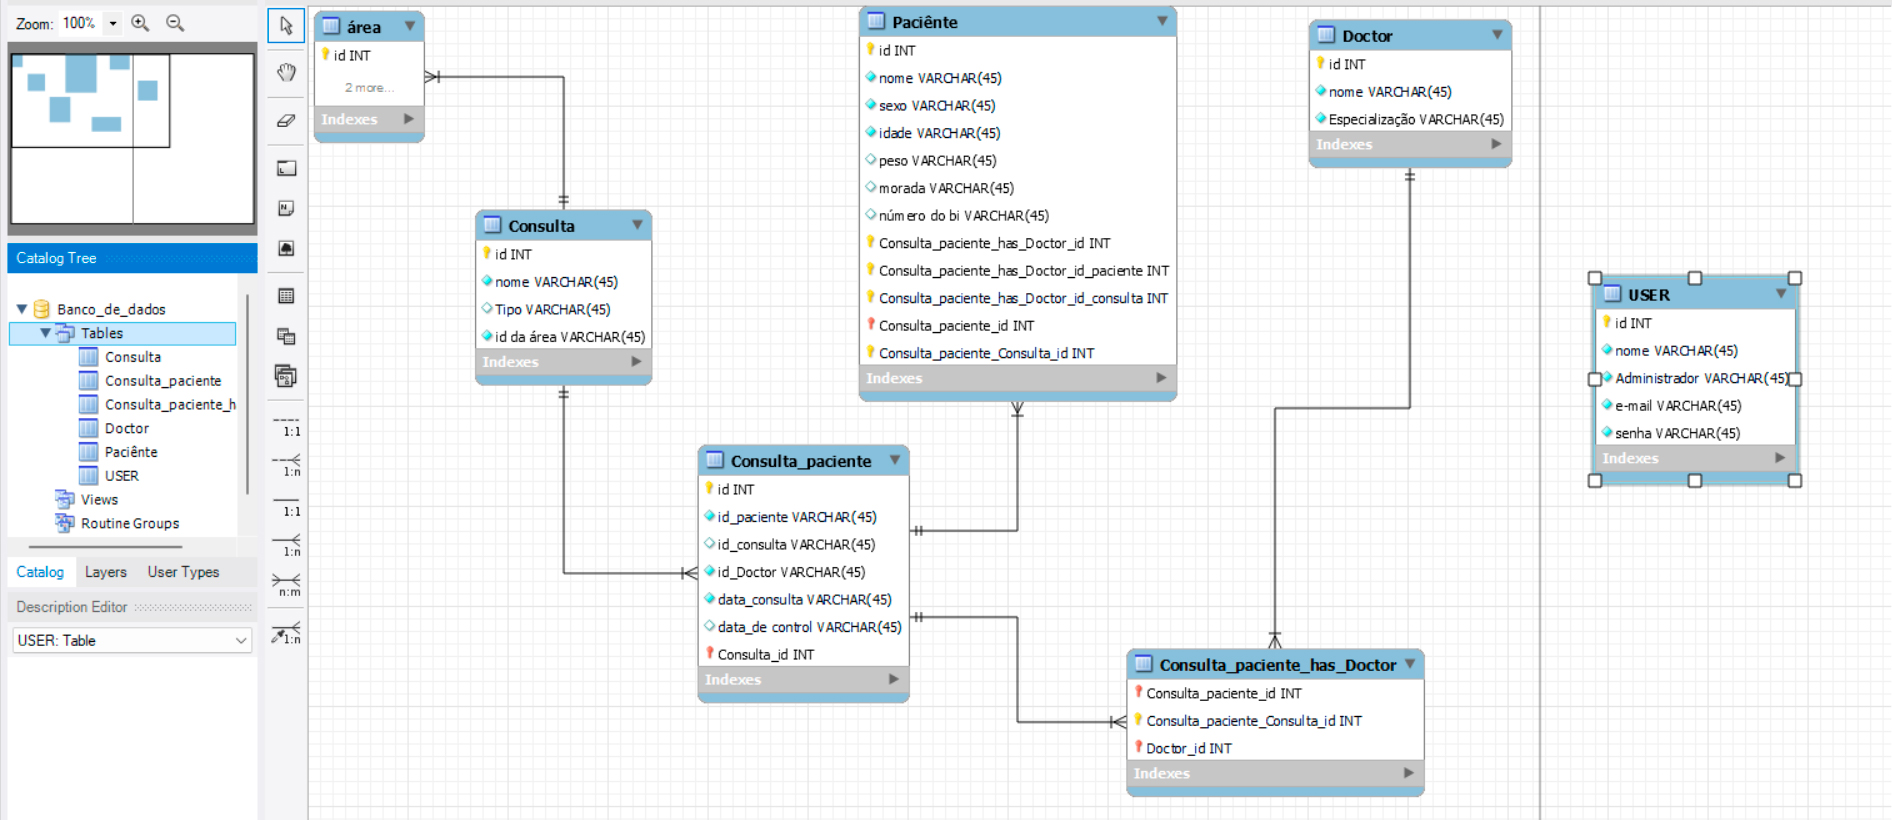 Zoom: 100%
Catalog Tree
Banco_de_dados
Tables
Consulta
Consulta_paciente
Consulta_paciente_h
Doctor
Paciênte
USER
Views
Routine Groups
Catalog Layers User Types
Description Editor
USER: Table
1:1
1:n
1:1
1:n
n:m
1:n
área
id INT
2 more...
Indexes
Consulta
id INT
nome VARCHAR(45)
Tipo VARCHAR(45)
id da área VARCHAR(45)
Indexes
Paciênte
id INT
nome VARCHAR(45)
sexo VARCHAR(45)
idade VARCHAR(45)
peso VARCHAR(45)
morada VARCHAR(45)
número do bi VARCHAR(45)
Consulta_paciente_has_Doctor_id INT
Consulta_paciente_has_Doctor_id_paciente INT
Consulta_paciente_has_Doctor_id_consulta INT
Consulta_paciente_id INT
Consulta_paciente_Consulta_id INT
Indexes
Doctor
id INT
nome VARCHAR(45)
Especialização VARCHAR(45)
Indexes
USER
id INT
nome VARCHAR(45)
Administrador VARCHAR(45)
e-mail VARCHAR(45)
senha VARCHAR(45)
Indexes
Consulta_paciente
id INT
id_paciente VARCHAR(45)
id_consulta VARCHAR(45)
id_Doctor VARCHAR(45)
data_consulta VARCHAR(45)
data_de control VARCHAR(45)
Consulta_id INT
Indexes
Consulta_paciente_has_Doctor
Consulta_paciente_id INT
Consulta_paciente_Consulta_id INT
Doctor_id INT
Indexes